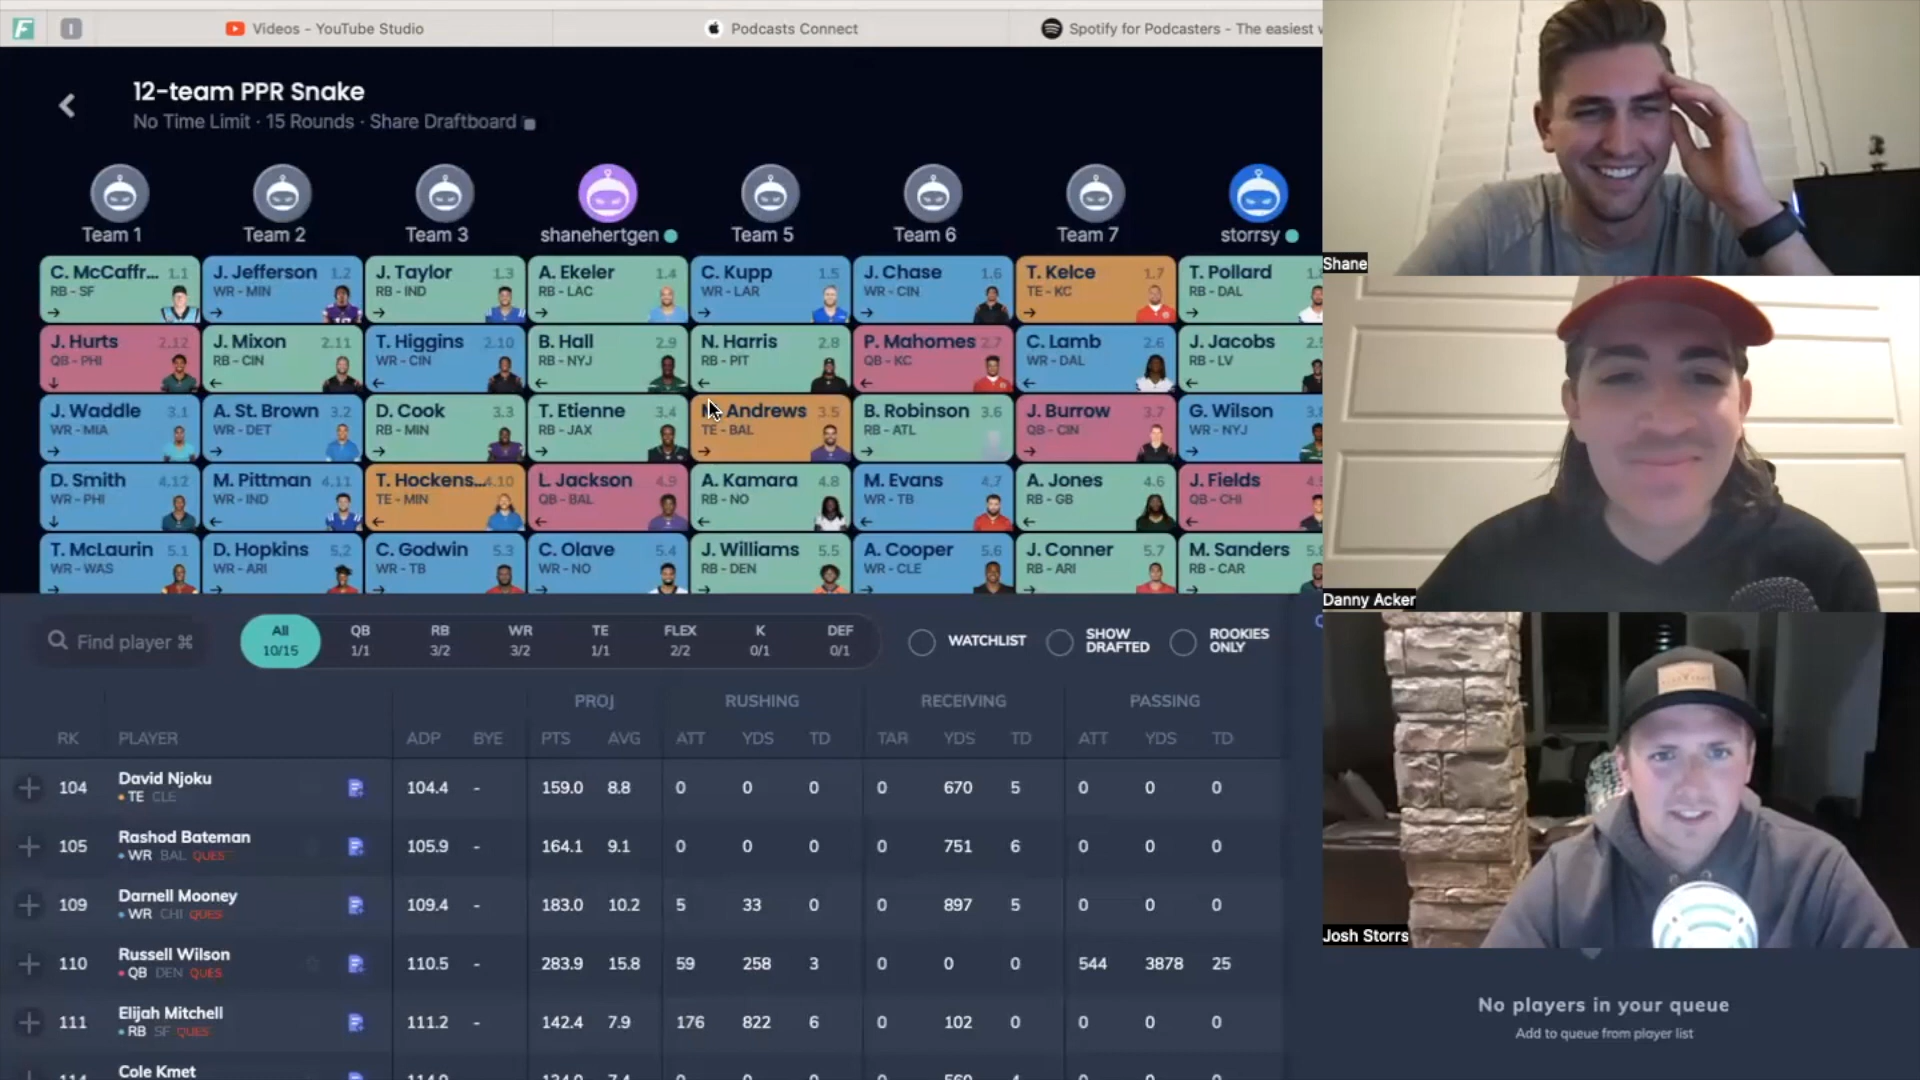 Videos - YouTube Studio
Podcasts Connect
Spotify for Podcasters - The easiest
12-team PPR Snake
No Time Limit · 15 Rounds · Share Draftboard
Team 1
Team 2
Team 3
shanehertgen
Team 5
Team 6
Team 7
storrsy
C. McCaffr... 1.1
RB - SF
J. Jefferson 1.2
WR - MIN
J. Taylor 1.3
RB - IND
A. Ekeler 1.4
RB - LAC
C. Kupp 1.5
WR - LAR
J. Chase 1.6
WR - CIN
T. Kelce 1.7
TE - KC
T. Pollard
RB - DAL
J. Hurts 2.12
QB - PHI
J. Mixon 2.11
RB - CIN
T. Higgins 2.10
WR - CIN
B. Hall 2.9
RB - NYJ
N. Harris 2.8
RB - PIT
P. Mahomes 2.7
QB - KC
C. Lamb 2.6
WR - DAL
J. Jacobs
RB - LV
J. Waddle 3.1
WR - MIA
A. St. Brown 3.2
WR - DET
D. Cook 3.3
RB - MIN
T. Etienne 3.4
RB - JAX
Andrews 3.5
TE - BAL
B. Robinson 3.6
RB - ATL
J. Burrow 3.7
QB - CIN
G. Wilson
WR - NYJ
D. Smith 4.12
WR - PHI
M. Pittman 4.11
WR - IND
T. Hockens... 4.10
TE - MIN
L. Jackson 4.9
QB - BAL
A. Kamara 4.8
RB - NO
M. Evans 4.7
WR - TB
A. Jones 4.6
RB - GB
J. Fields
QB - CHI
T. McLaurin 5.1
WR - WAS
D. Hopkins 5.2
WR - ARI
C. Godwin 5.3
WR - TB
C. Olave 5.4
WR - NO
J. Williams 5.5
RB - DEN
A. Cooper 5.6
WR - CLE
J. Conner 5.7
RB - ARI
M. Sanders
RB - CAR
Find player ⌘
All 10/15
QB 1/1
RB 3/2
WR 3/2
TE 1/1
FLEX 2/2
K 0/1
DEF 0/1
WATCHLIST
SHOW DRAFTED
ROOKIES ONLY
PROJ RUSHING RECEIVING PASSING
RK PLAYER ADP BYE PTS AVG ATT YDS TD TAR YDS TD ATT YDS TD
104 David Njoku 104.4 - 159.0 8.8 0 0 0 0 670 5 0 0 0
TE CLE
105 Rashod Bateman 105.9 - 164.1 9.1 0 0 0 0 751 6 0 0 0
WR BAL QUES
109 Darnell Mooney 109.4 - 183.0 10.2 5 33 0 0 897 5 0 0 0
WR CHI QUES
110 Russell Wilson 110.5 - 283.9 15.8 59 258 3 0 0 0 544 3878 25
QB DEN QUES
111 Elijah Mitchell 111.2 - 142.4 7.9 176 822 6 0 102 0 0 0 0
RB SF QUES
Cole Kmet
Shane
Danny Acker
Josh Storrs
No players in your queue
Add to queue from player list